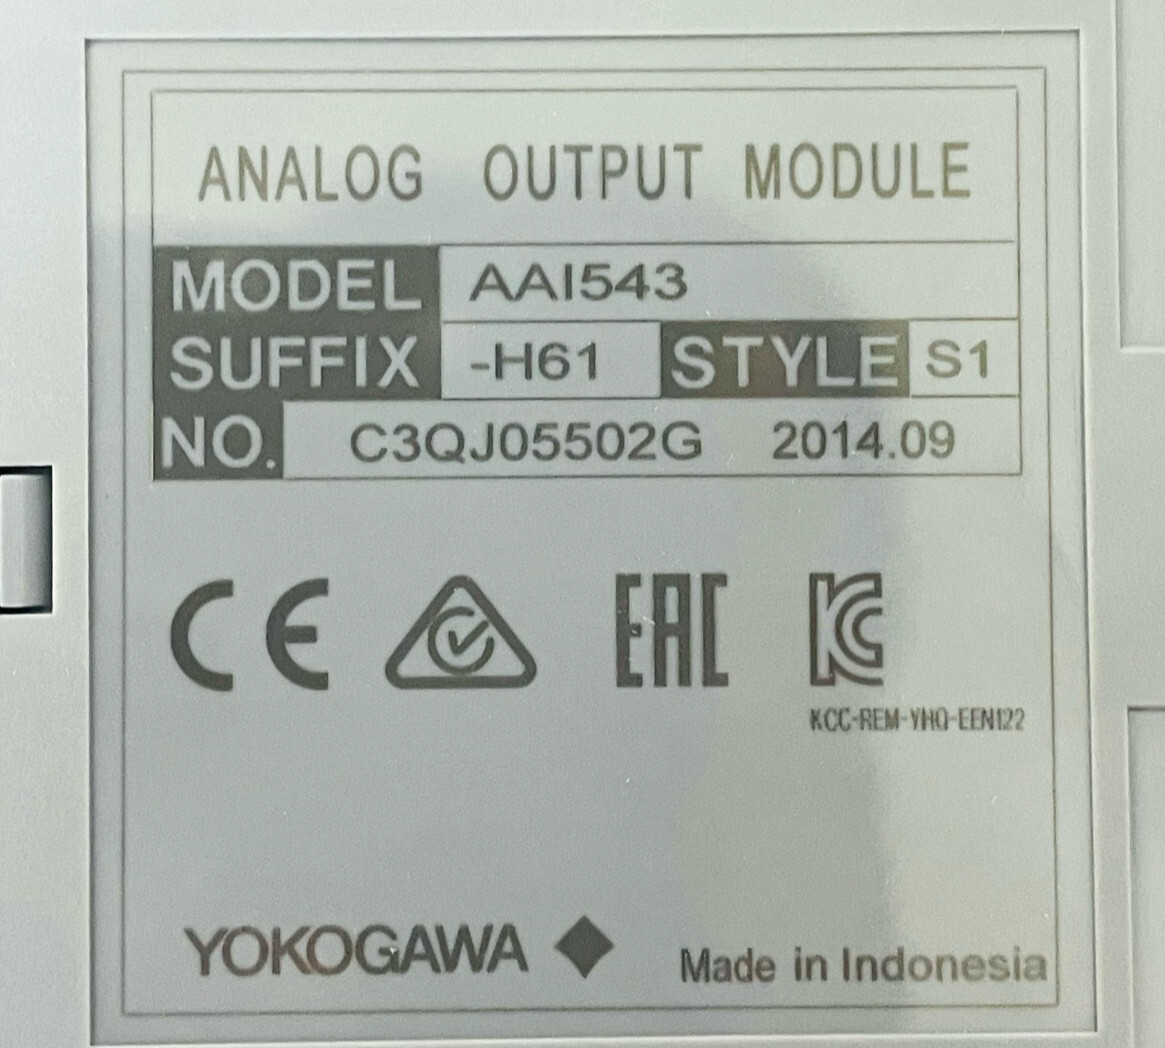 ANALOG OUTPUT MODULE
MODEL AAI543
SUFFIX -H61 STYLE S1
NO. C3QJ05502G 2014.09
CE EAC KC
KCC-REM-YHQ-EEN122
YOKOGAWA Made in Indonesia